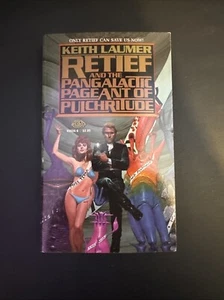 ONLY RETIEF CAN SAVE US NOW!
KEITH LAUMER
RETIEF
AND THE
PANGALACTIC
PAGEANT OF
PULCHRITUDE